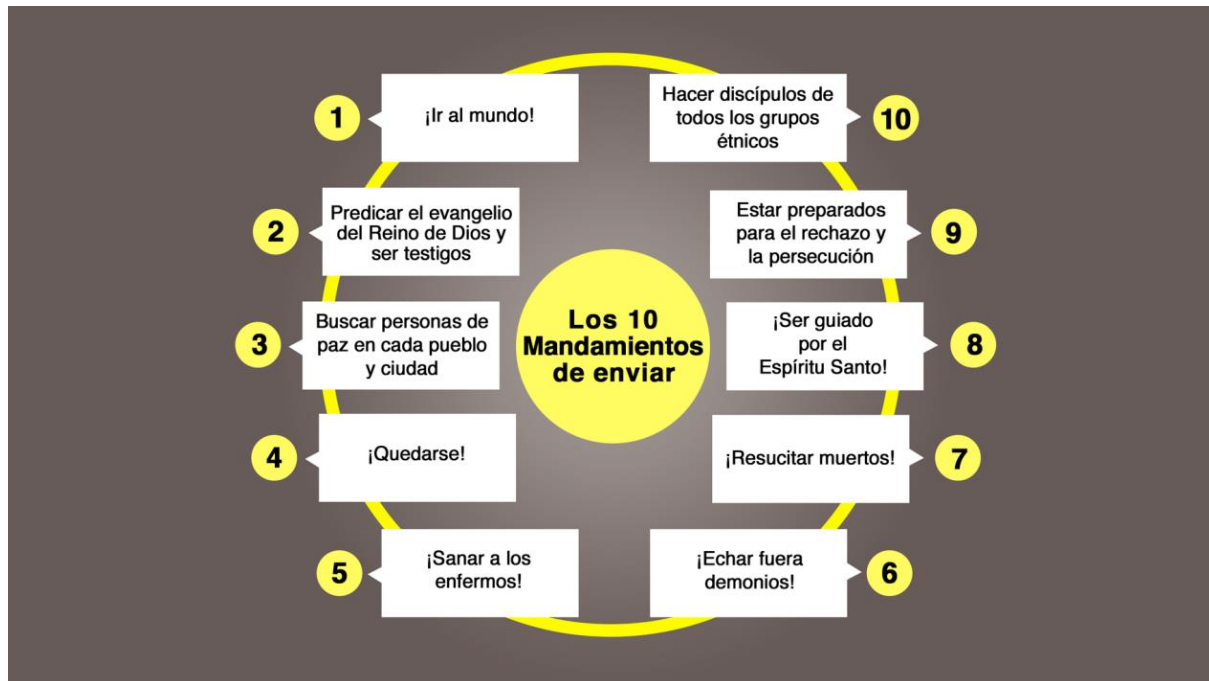 Los 10
Mandamientos
de enviar
1
¡Ir al mundo!
2
Predicar el evangelio
del Reino de Dios y
ser testigos
3
Buscar personas de
paz en cada pueblo
y ciudad
4
¡Quedarse!
5
¡Sanar a los
enfermos!
6
¡Echar fuera
demonios!
7
¡Resucitar muertos!
8
¡Ser guiado
por el
Espíritu Santo!
9
Estar preparados
para el rechazo y
la persecución
10
Hacer discípulos de
todos los grupos
étnicos